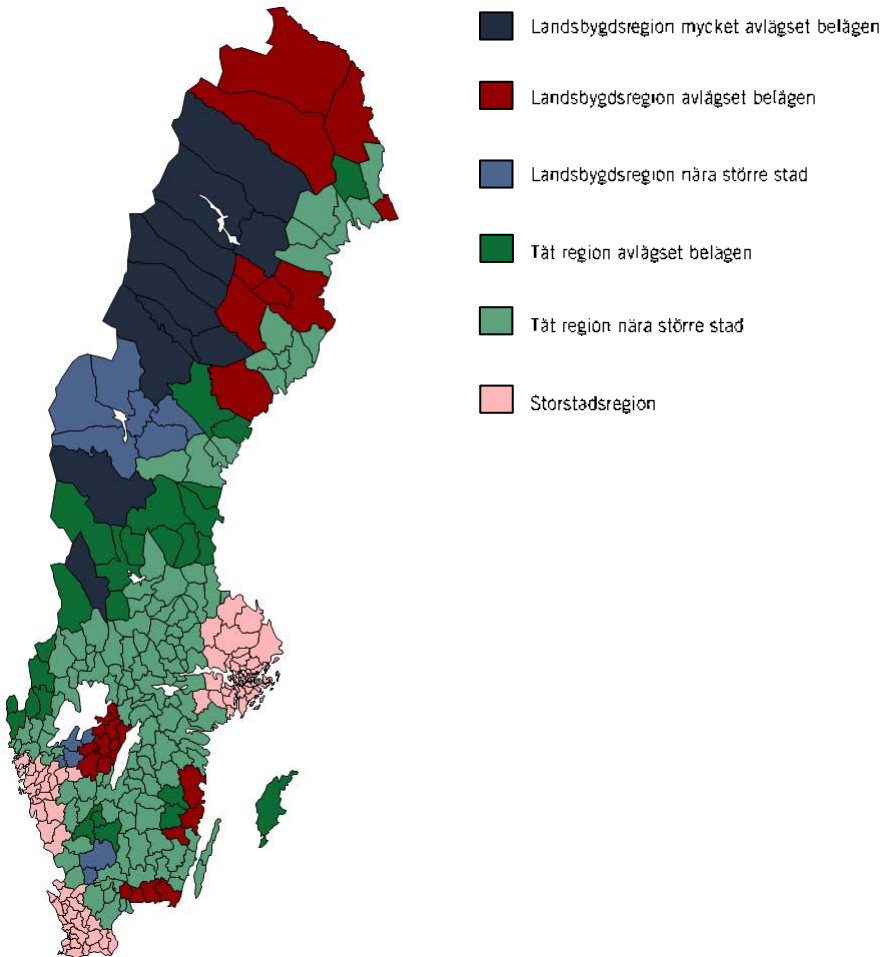 Landsbygdsregion mycket avlägset belägen
Landsbygdsregion avlägset belägen
Landsbygdsregion nära större stad
Tät region avlägset belägen
Tät region nära större stad
Storstadsregion